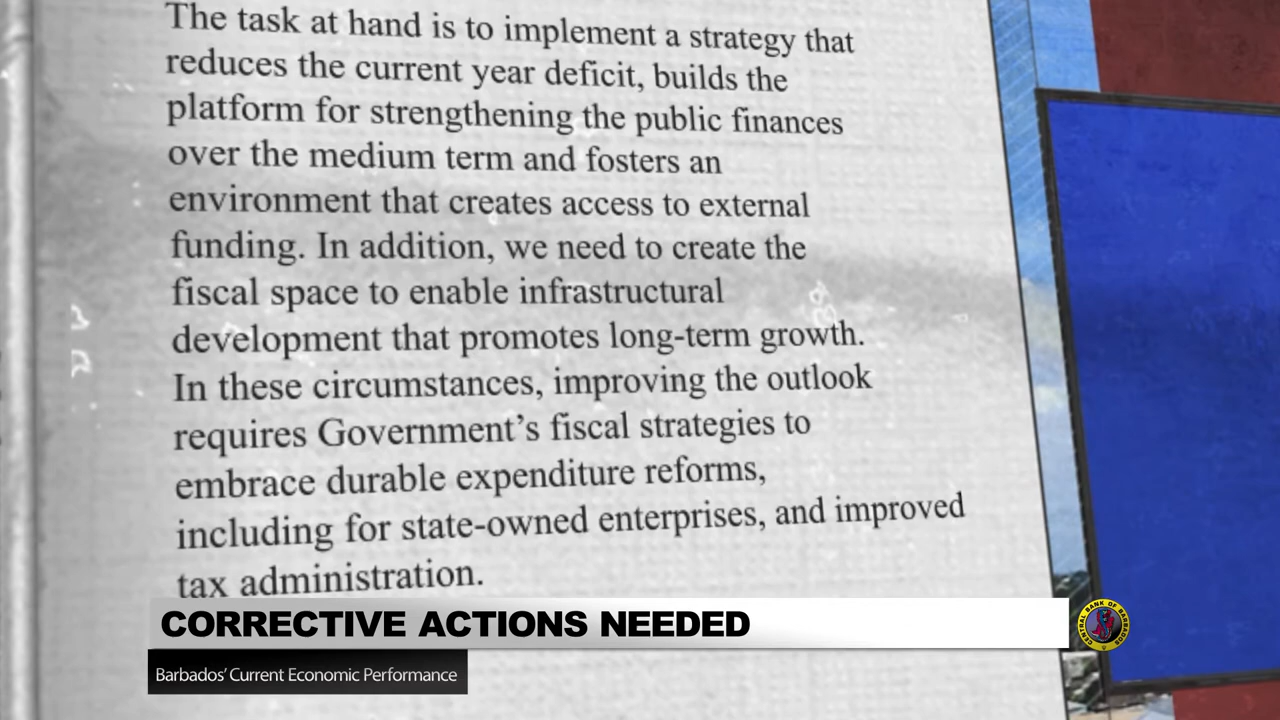 The task at hand is to implement a strategy that
reduces the current year deficit, builds the
platform for strengthening the public finances
over the medium term and fosters an
environment that creates access to external
funding. In addition, we need to create the
fiscal space to enable infrastructural
development that promotes long-term growth.
In these circumstances, improving the outlook
requires Government's fiscal strategies to
embrace durable expenditure reforms,
including for state-owned enterprises, and improved
tax administration.
CORRECTIVE ACTIONS NEEDED
CENTRAL BANK OF BARBADOS
Barbados' Current Economic Performance